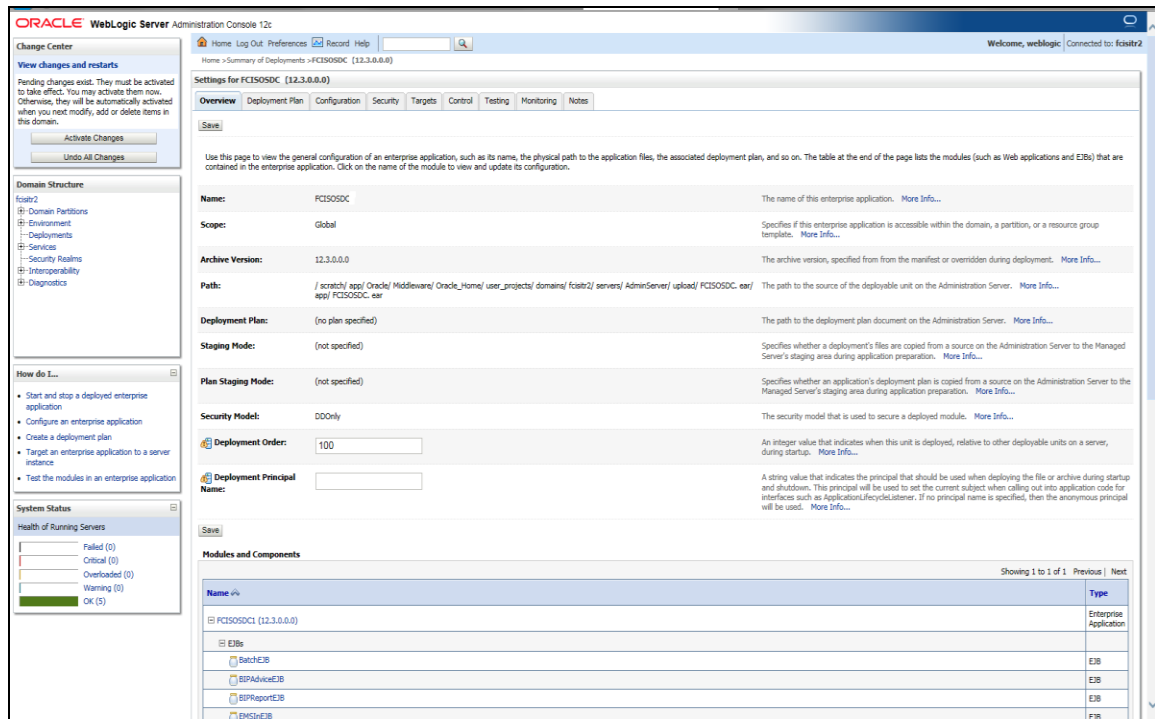 ORACLE WebLogic Server Administration Console 12c
Change Center
View changes and restarts
Pending changes exist. They must be activated
to take effect. You may activate them now.
Otherwise, they will be automatically activated
when you next modify, add or delete items in
this domain.
Activate Changes
Undo All Changes
Domain Structure
fcisitr2
Domain Partitions
Environment
Deployments
Services
Security Realms
Interoperability
Diagnostics
How do I...
Start and stop a deployed enterprise
application
Configure an enterprise application
Create a deployment plan
Target an enterprise application to a server
instance
Test the modules in an enterprise application
System Status
Health of Running Servers
Failed (0)
Critical (0)
Overloaded (0)
Warning (0)
OK (5)
Home Log Out Preferences Record Help
Welcome, weblogic Connected to: fcisitr2
Home >Summary of Deployments >FCISOSDC (12.3.0.0.0)
Settings for FCISOSDC (12.3.0.0.0)
Overview Deployment Plan Configuration Security Targets Control Testing Monitoring Notes
Save
Use this page to view the general configuration of an enterprise application, such as its name, the physical path to the application files, the associated deployment plan, and so on. The table at the end of the page lists the modules (such as Web applications and EJBs) that are
contained in the enterprise application. Click on the name of the module to view and update its configuration.
Name: FCISOSDC The name of this enterprise application. More Info...
Scope: Global Specifies if this enterprise application is accessible within the domain, a partition, or a resource group
template. More Info...
Archive Version: 12.3.0.0.0 The archive version, specified from from the manifest or overridden during deployment. More Info...
Path: / scratch/ app/ Oracle/ Middleware/ Oracle_Home/ user_projects/ domains/ fcisitr2/ servers/ AdminServer/ upload/ FCISOSDC. ear/ The path to the source of the deployable unit on the Administration Server. More Info...
app/ FCISOSDC. ear
Deployment Plan: (no plan specified) The path to the deployment plan document on the Administration Server. More Info...
Staging Mode: (not specified) Specifies whether a deployment's files are copied from a source on the Administration Server to the Managed
Server's staging area during application preparation. More Info...
Plan Staging Mode: (not specified) Specifies whether an application's deployment plan is copied from a source on the Administration Server to the
Managed Server's staging area during application preparation. More Info...
Security Model: DDOnly The security model that is used to secure a deployed module. More Info...
Deployment Order: 100 An integer value that indicates when this unit is deployed, relative to other deployable units on a server,
during startup. More Info...
Deployment Principal A string value that indicates the principal that should be used when deploying the file or archive during startup
Name: and shutdown. This principal will be used to set the current subject when calling out into application code for
interfaces such as ApplicationLifecycleListener. If no principal name is specified, then the anonymous principal
will be used. More Info...
Save
Modules and Components
Showing 1 to 1 of 1 Previous | Next
Name Type
FCISOSDC1 (12.3.0.0.0) Enterprise
Application
EJBs
BatchEJB EJB
BIPAdviceEJB EJB
BIPReportEJB EJB
EMSInEJB EJB